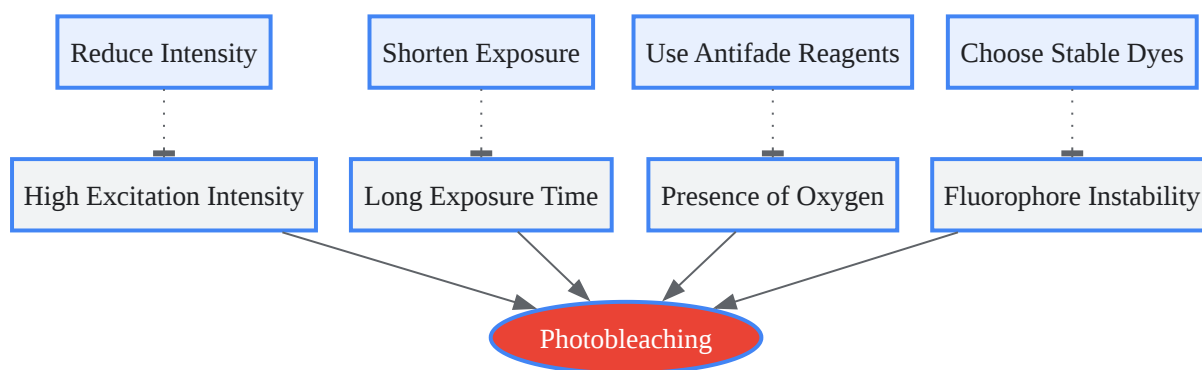 Reduce Intensity
Shorten Exposure
Use Antifade Reagents
Choose Stable Dyes
High Excitation Intensity
Long Exposure Time
Presence of Oxygen
Fluorophore Instability
Photobleaching